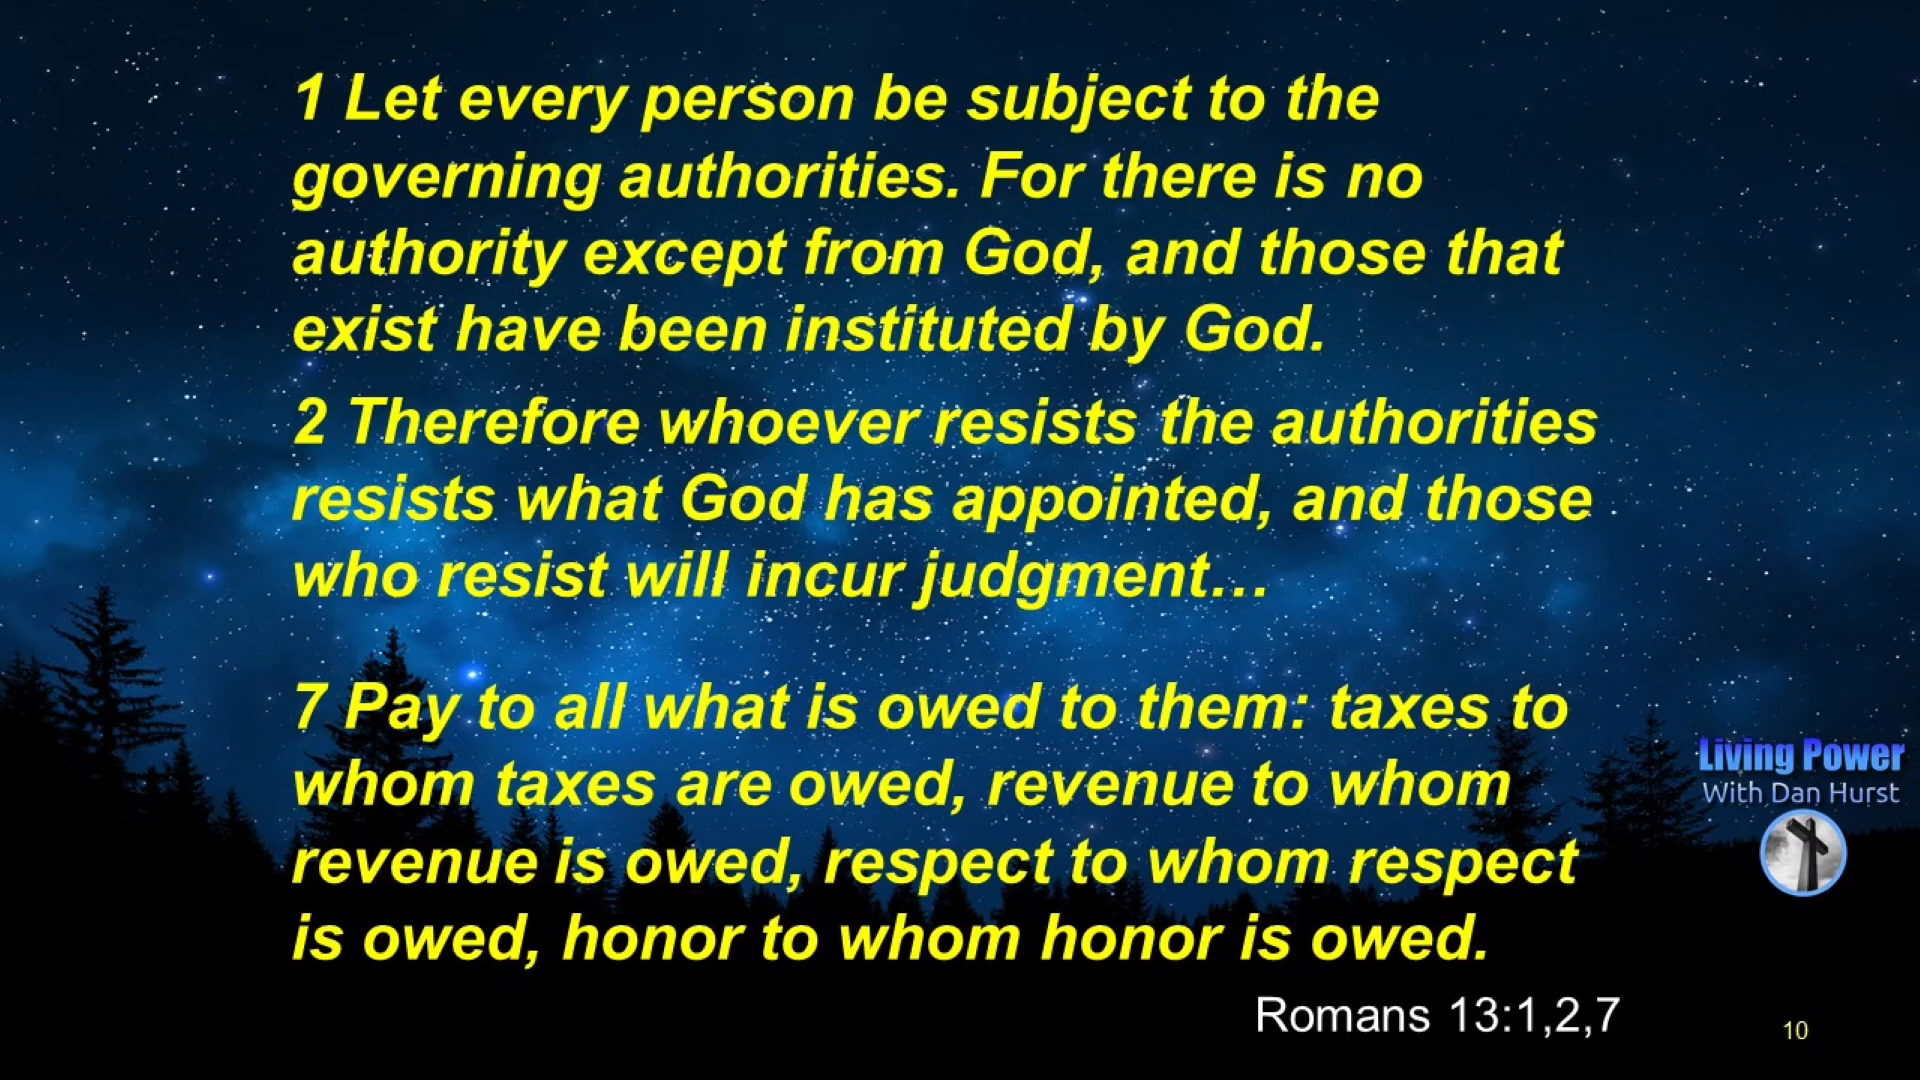 1 Let every person be subject to the
governing authorities. For there is no
authority except from God, and those that
exist have been instituted by God.
2 Therefore whoever resists the authorities
resists what God has appointed, and those
who resist will incur judgment…
7 Pay to all what is owed to them: taxes to
whom taxes are owed, revenue to whom
revenue is owed, respect to whom respect
is owed, honor to whom honor is owed.
Living Power
With Dan Hurst
Romans 13:1,2,7
10